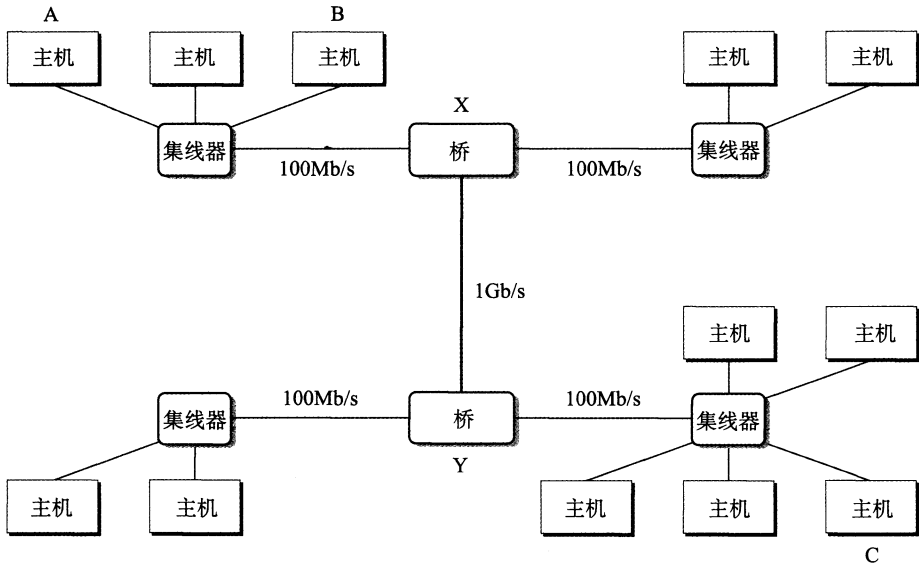 A
B
主机
主机
主机
主机
主机
X
集线器
桥
集线器
100Mb/s
100Mb/s
1Gb/s
主机
主机
100Mb/s
100Mb/s
集线器
桥
集线器
Y
主机
主机
主机
主机
主机
C